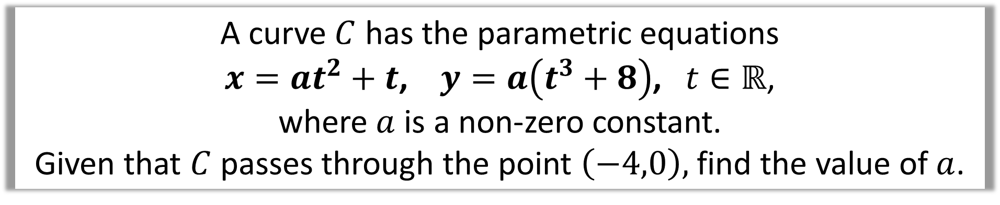 A curve C has the parametric equations
x = at² + t, y = a(t³ + 8), t ∈ ℝ,
where a is a non-zero constant.
Given that C passes through the point (−4,0), find the value of a.